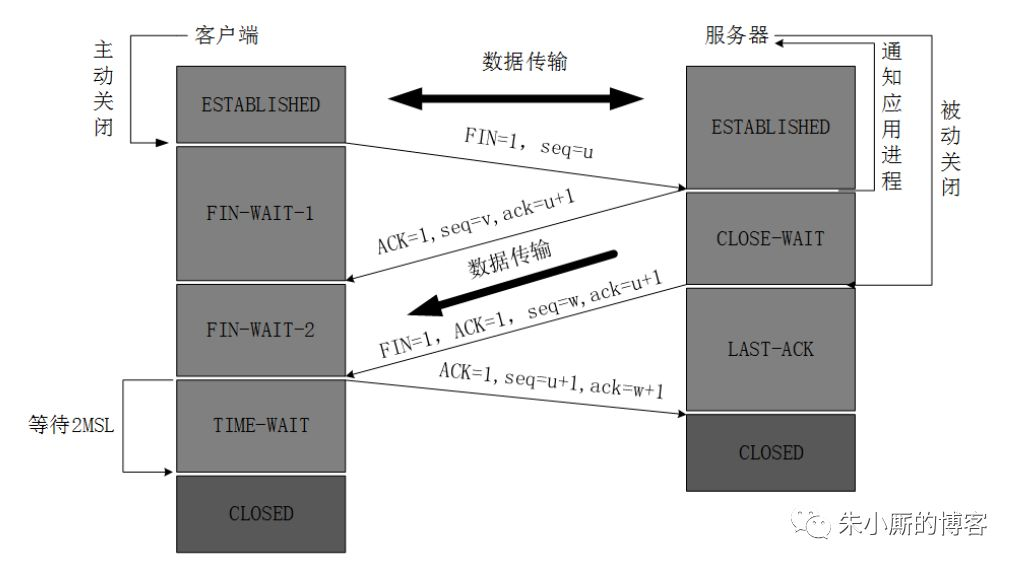 客户端
服务器
主动关闭
数据传输
通知应用进程
被动关闭
ESTABLISHED
ESTABLISHED
FIN=1, seq=u
FIN-WAIT-1
ACK=1,seq=v,ack=u+1
CLOSE-WAIT
数据传输
FIN-WAIT-2
FIN=1, ACK=1, seq=w,ack=u+1
LAST-ACK
ACK=1,seq=u+1,ack=w+1
等待2MSL
TIME-WAIT
CLOSED
CLOSED
朱小厮的博客